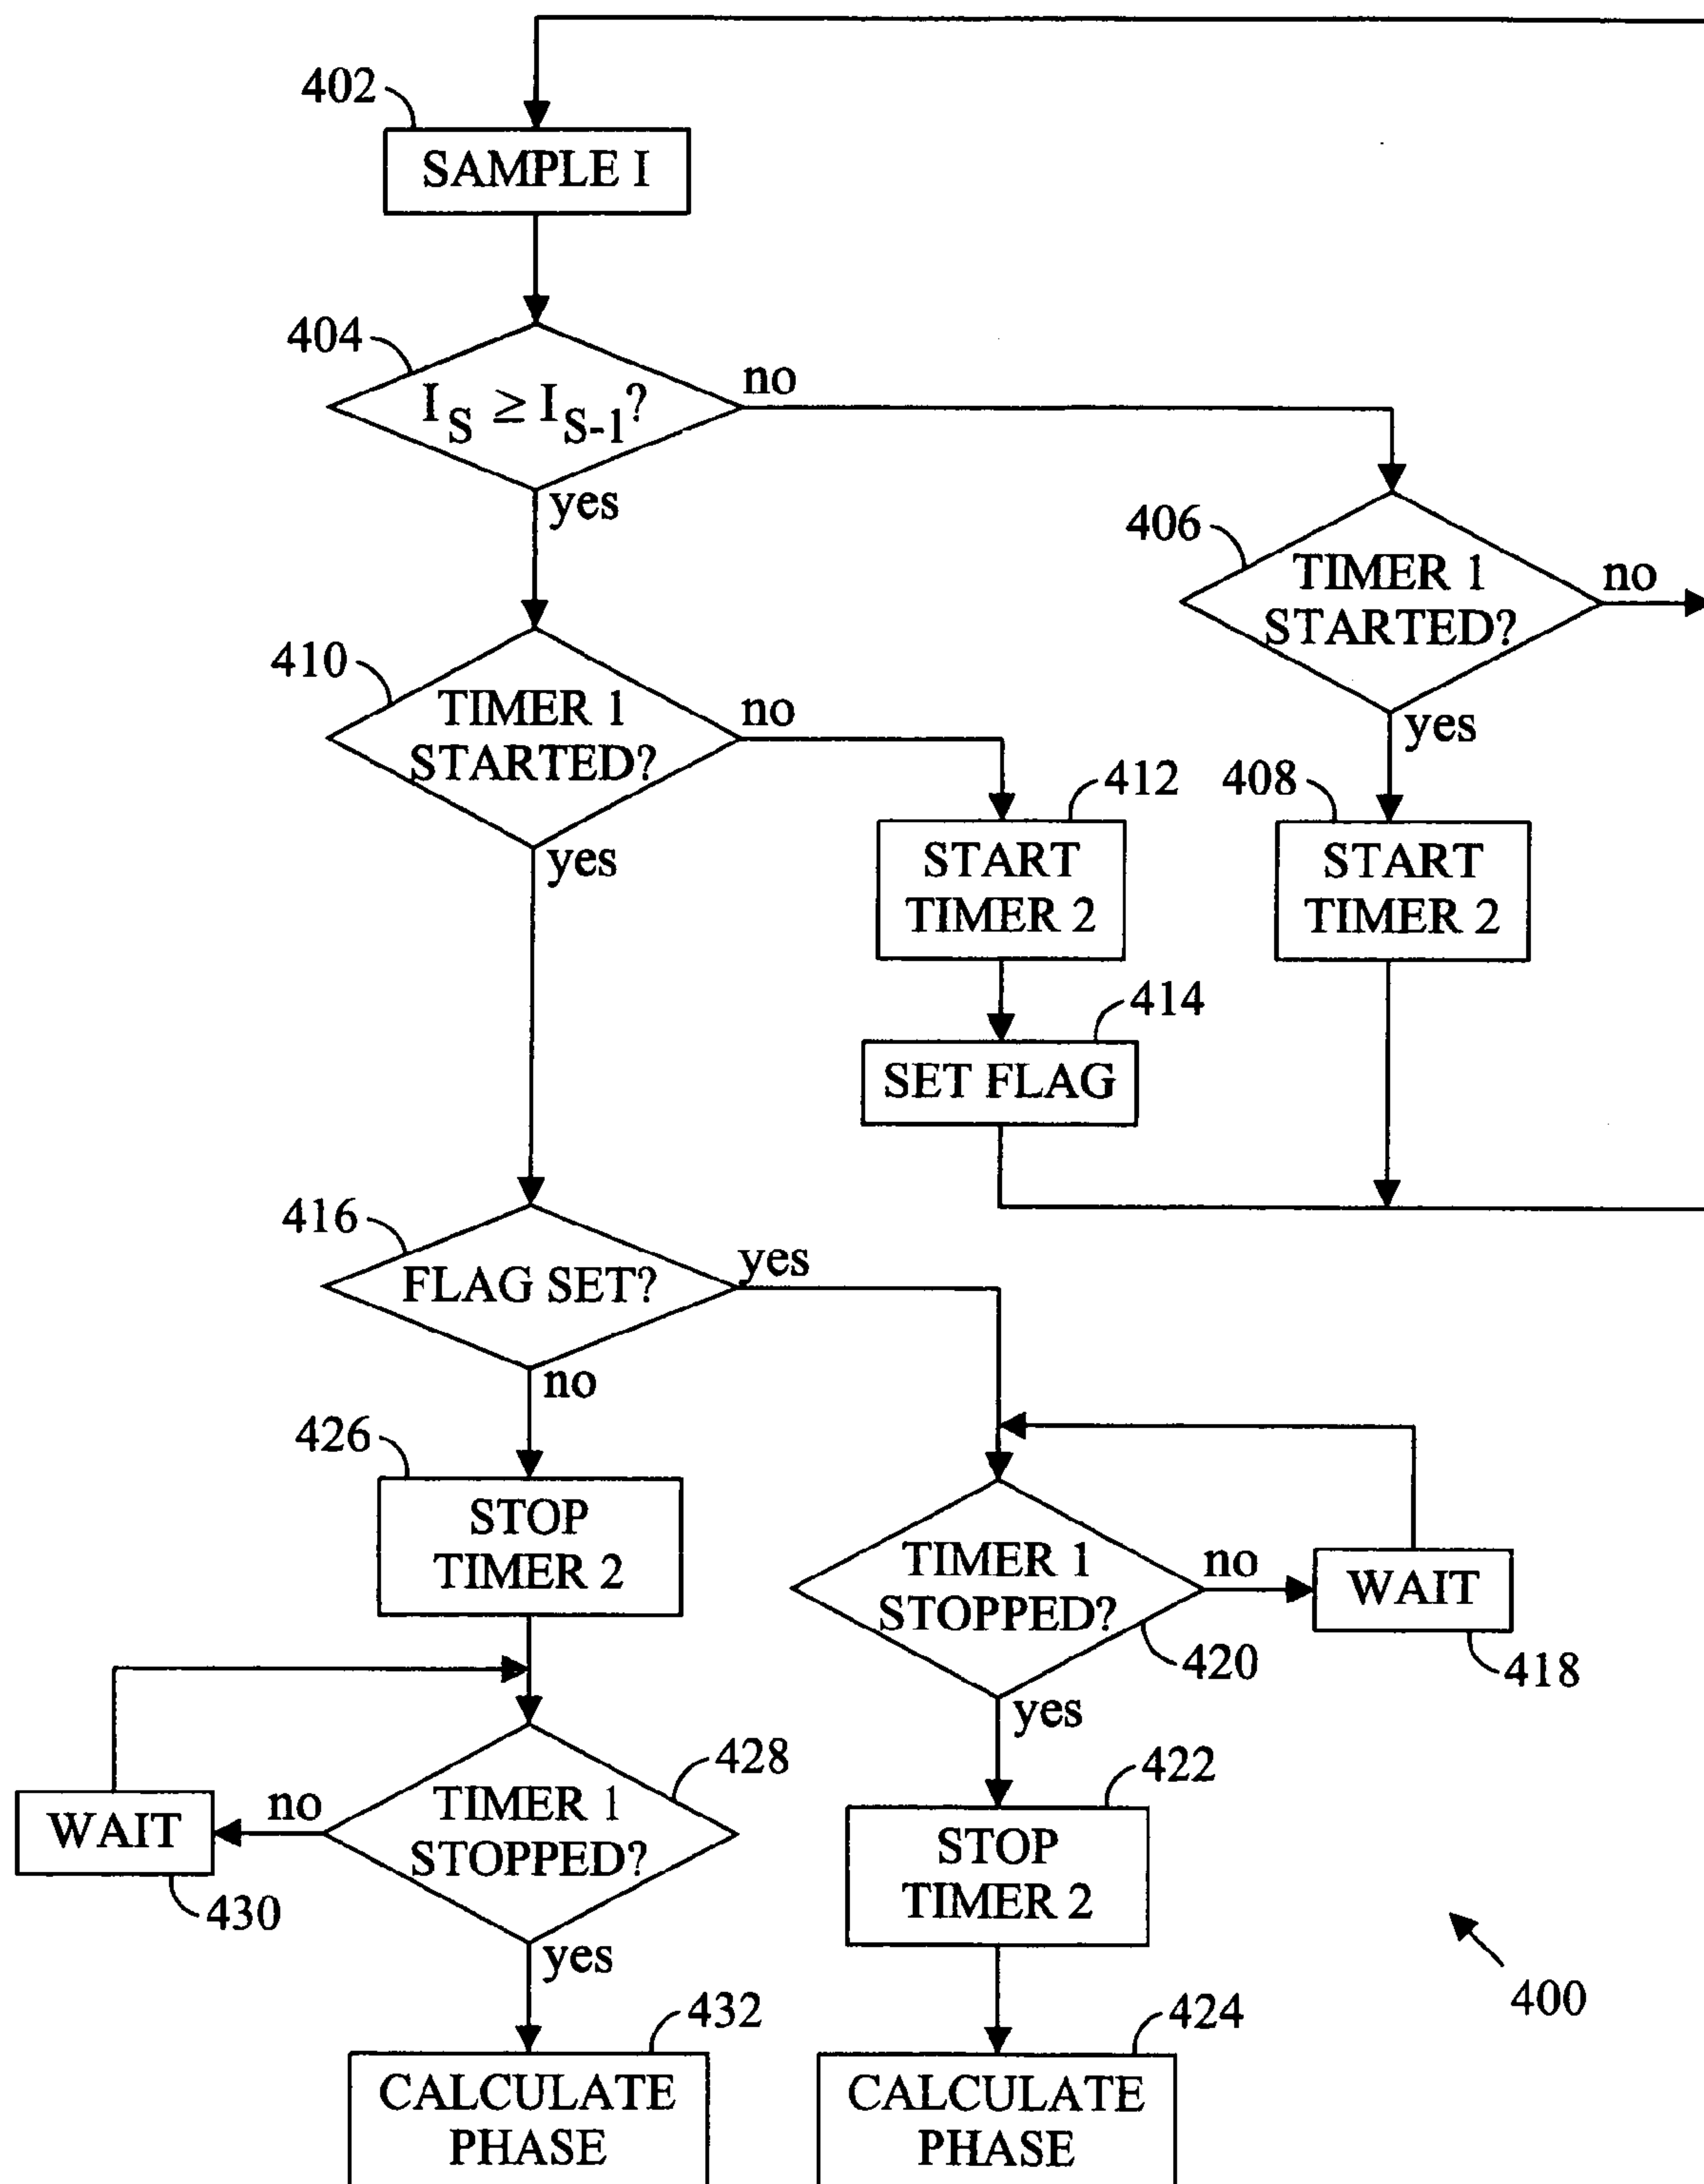 402
SAMPLE I
404
I_S ≥ I_S-1?
no
yes
406
TIMER 1
STARTED?
no
yes
410
TIMER 1
STARTED?
no
yes
412
START
TIMER 2
408
START
TIMER 2
414
SET FLAG
416
FLAG SET?
yes
no
426
STOP
TIMER 2
TIMER 1
STOPPED?
no
WAIT
420
418
yes
428
TIMER 1
STOPPED?
no
WAIT
430
yes
422
STOP
TIMER 2
400
432
CALCULATE
PHASE
424
CALCULATE
PHASE